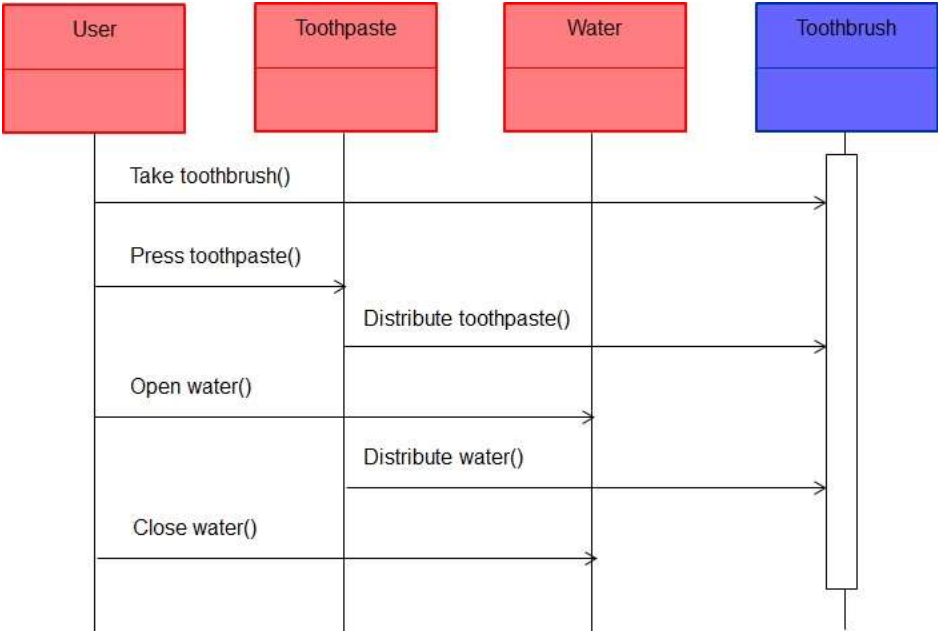 User
Toothpaste
Water
Toothbrush
Take toothbrush()
Press toothpaste()
Distribute toothpaste()
Open water()
Distribute water()
Close water()